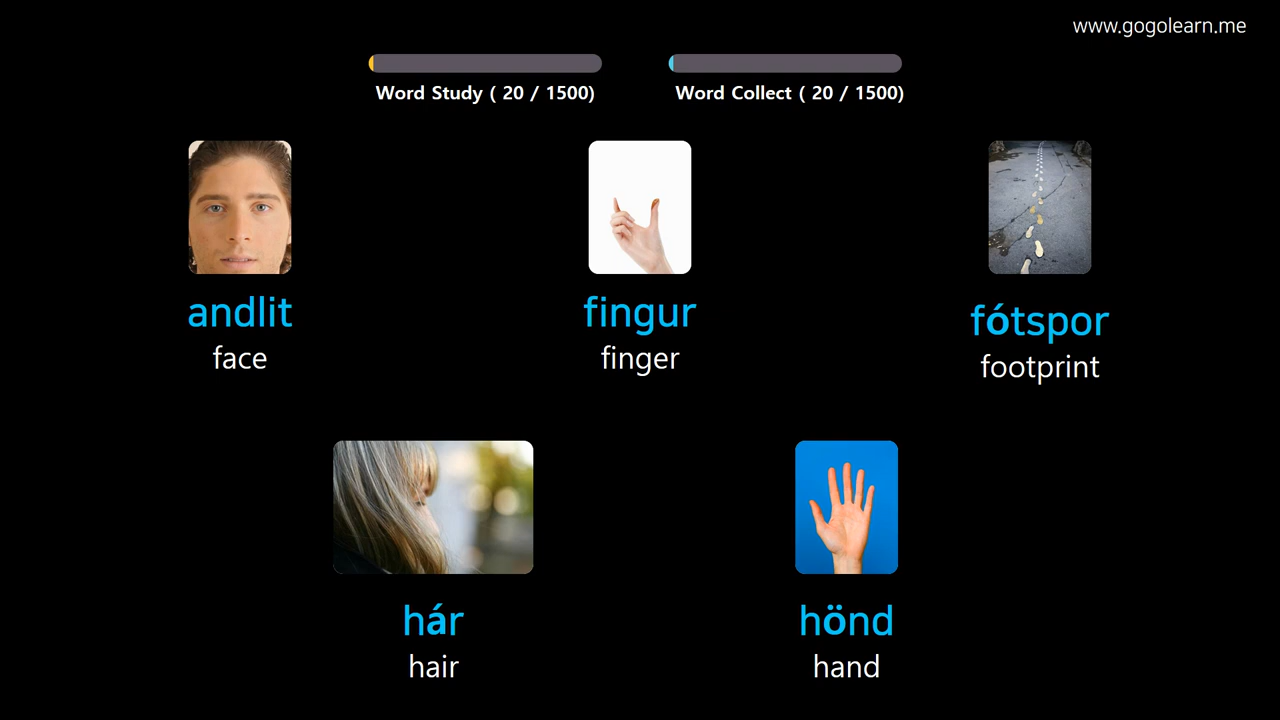 www.gogolearn.me
Word Study ( 20 / 1500)
Word Collect ( 20 / 1500)
andlit
face
fingur
finger
fótspor
footprint
hár
hair
hönd
hand